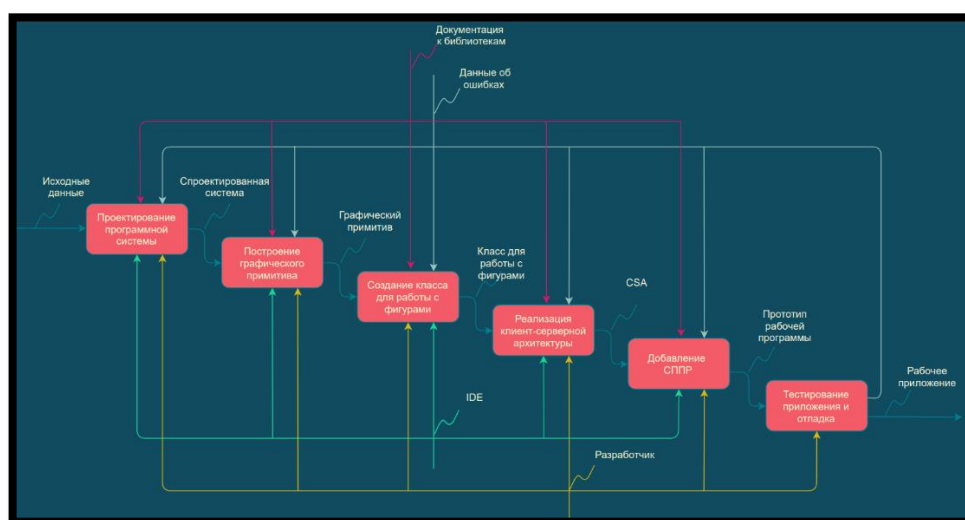 Документация
к библиотекам
Данные об
ошибках
Исходные
данные
Спроектированная
система
Проектирование
програмной
системы
Графический
примитив
Построение
графического
примитива
Класс для
работы с
фигурами
Создание класса
для работы с
фигурами
CSA
Реализация
клиент-серверной
архитектуры
Прототип
рабочей
программы
Добавление
СППР
Рабочее
приложение
Тестирование
приложения и
отладка
IDE
Разработчик